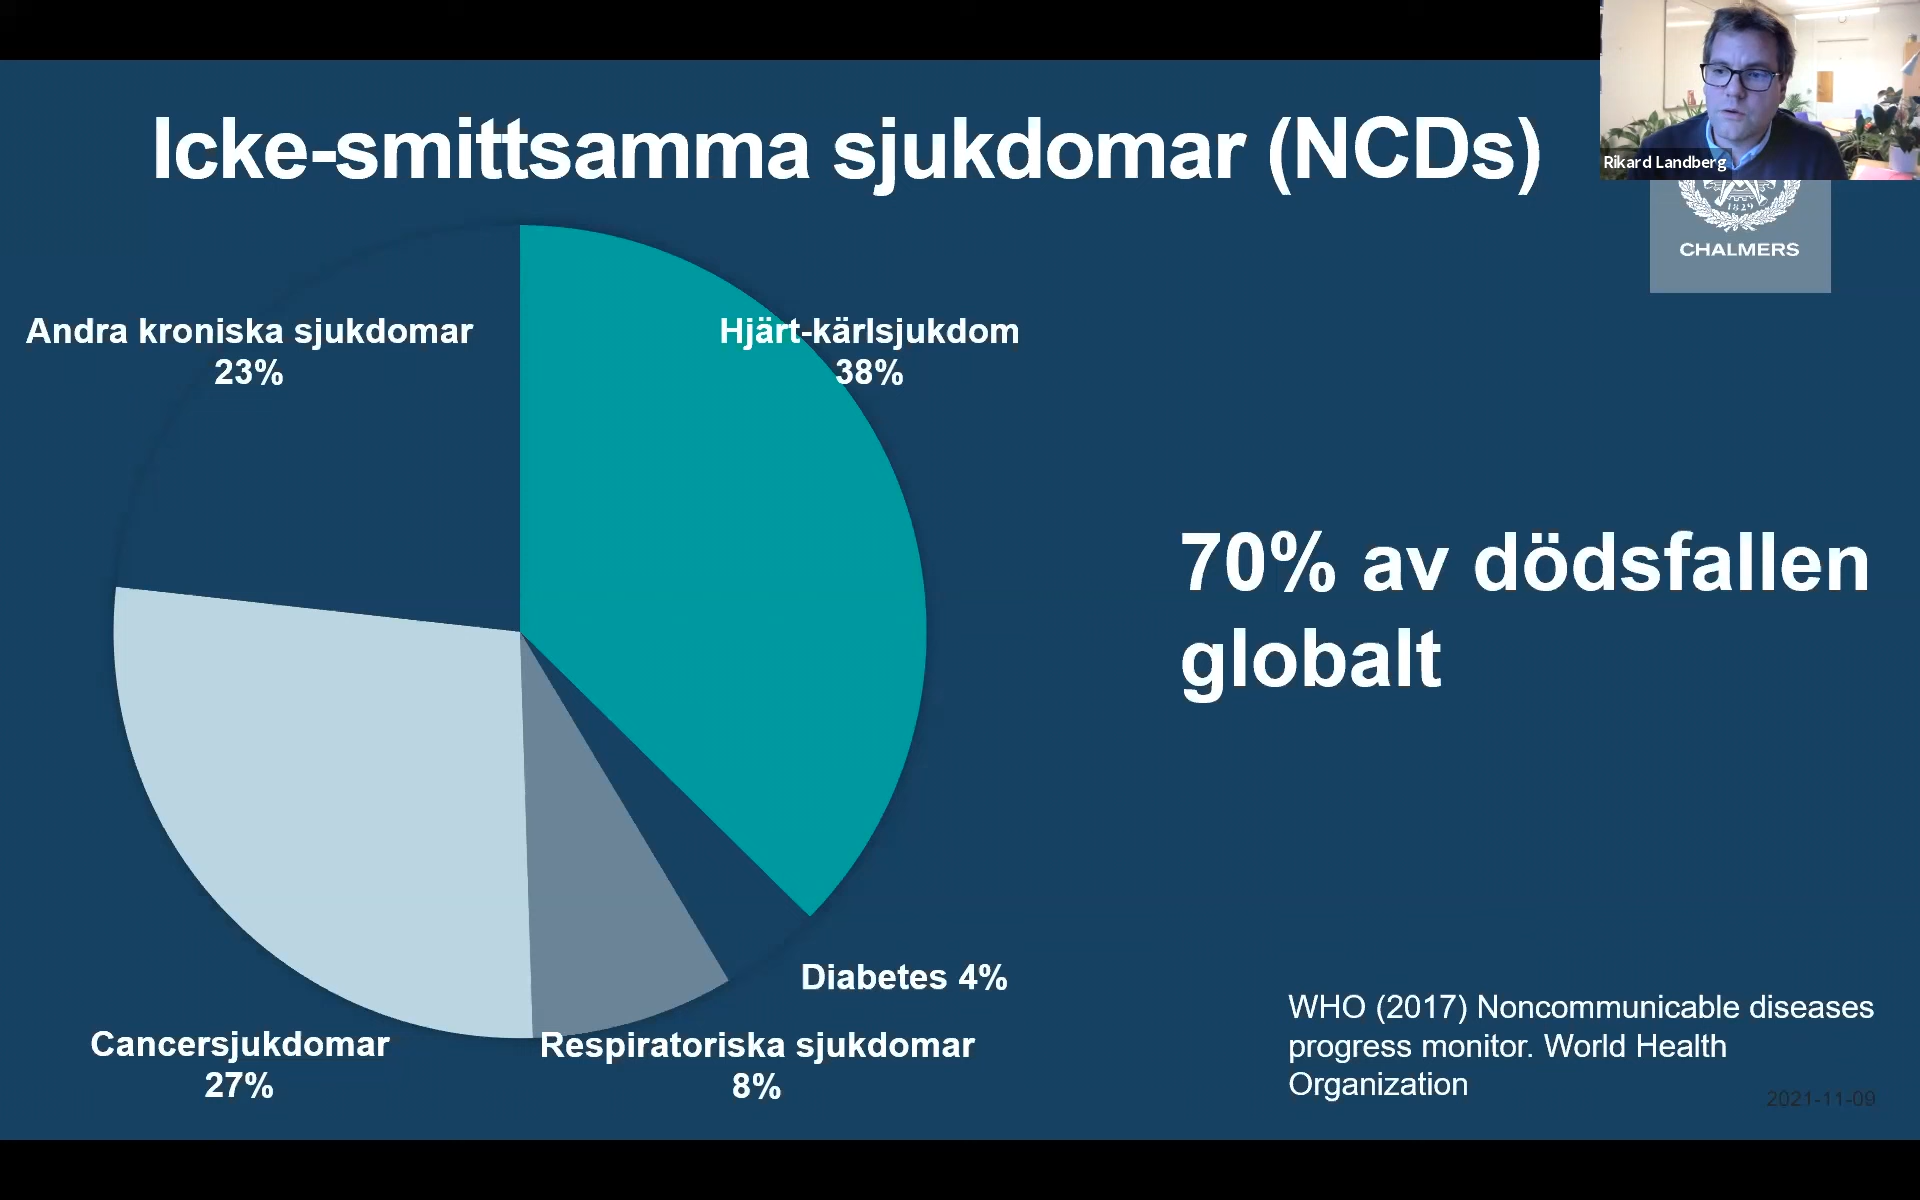 Icke-smittsamma sjukdomar (NCDs)
Rikard Landberg
1829
CHALMERS
Andra kroniska sjukdomar
23%
Hjärt-kärlsjukdom
38%
70% av dödsfallen
globalt
Diabetes 4%
Cancersjukdomar
27%
Respiratoriska sjukdomar
8%
WHO (2017) Noncommunicable diseases
progress monitor. World Health
Organization
2021-11-09